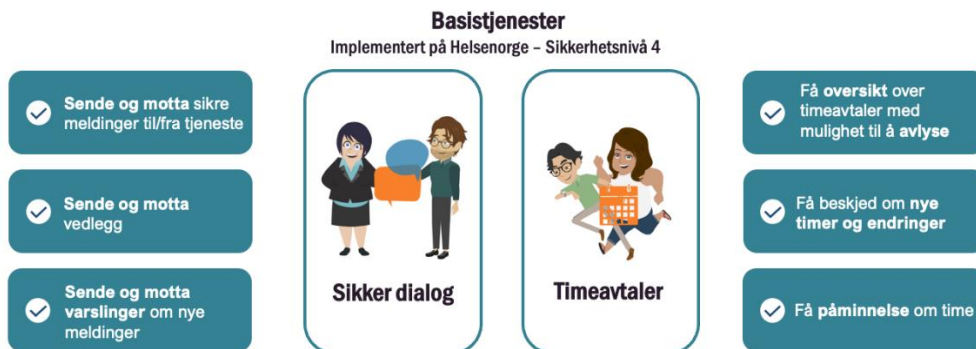 Basistjenester
Implementert på Helsenorge – Sikkerhetsnivå 4
Sende og motta sikre
meldinger til/fra tjeneste
Sende og motta
vedlegg
Sende og motta
varslinger om nye
meldinger
Sikker dialog
Timeavtaler
Få oversikt over
timeavtaler med
mulighet til å avlyse
Få beskjed om nye
timer og endringer
Få påminnelse om time